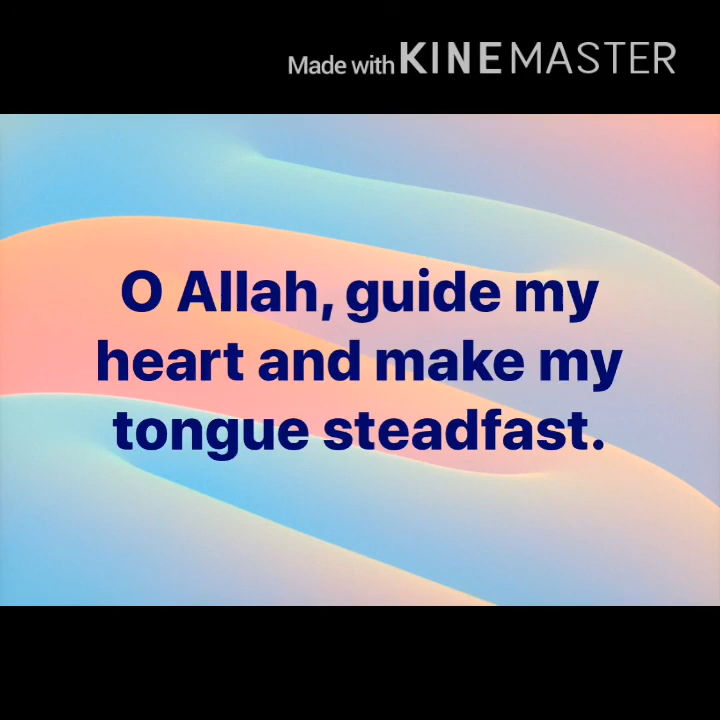 Made with KINEMASTER
O Allah, guide my
heart and make my
tongue steadfast.